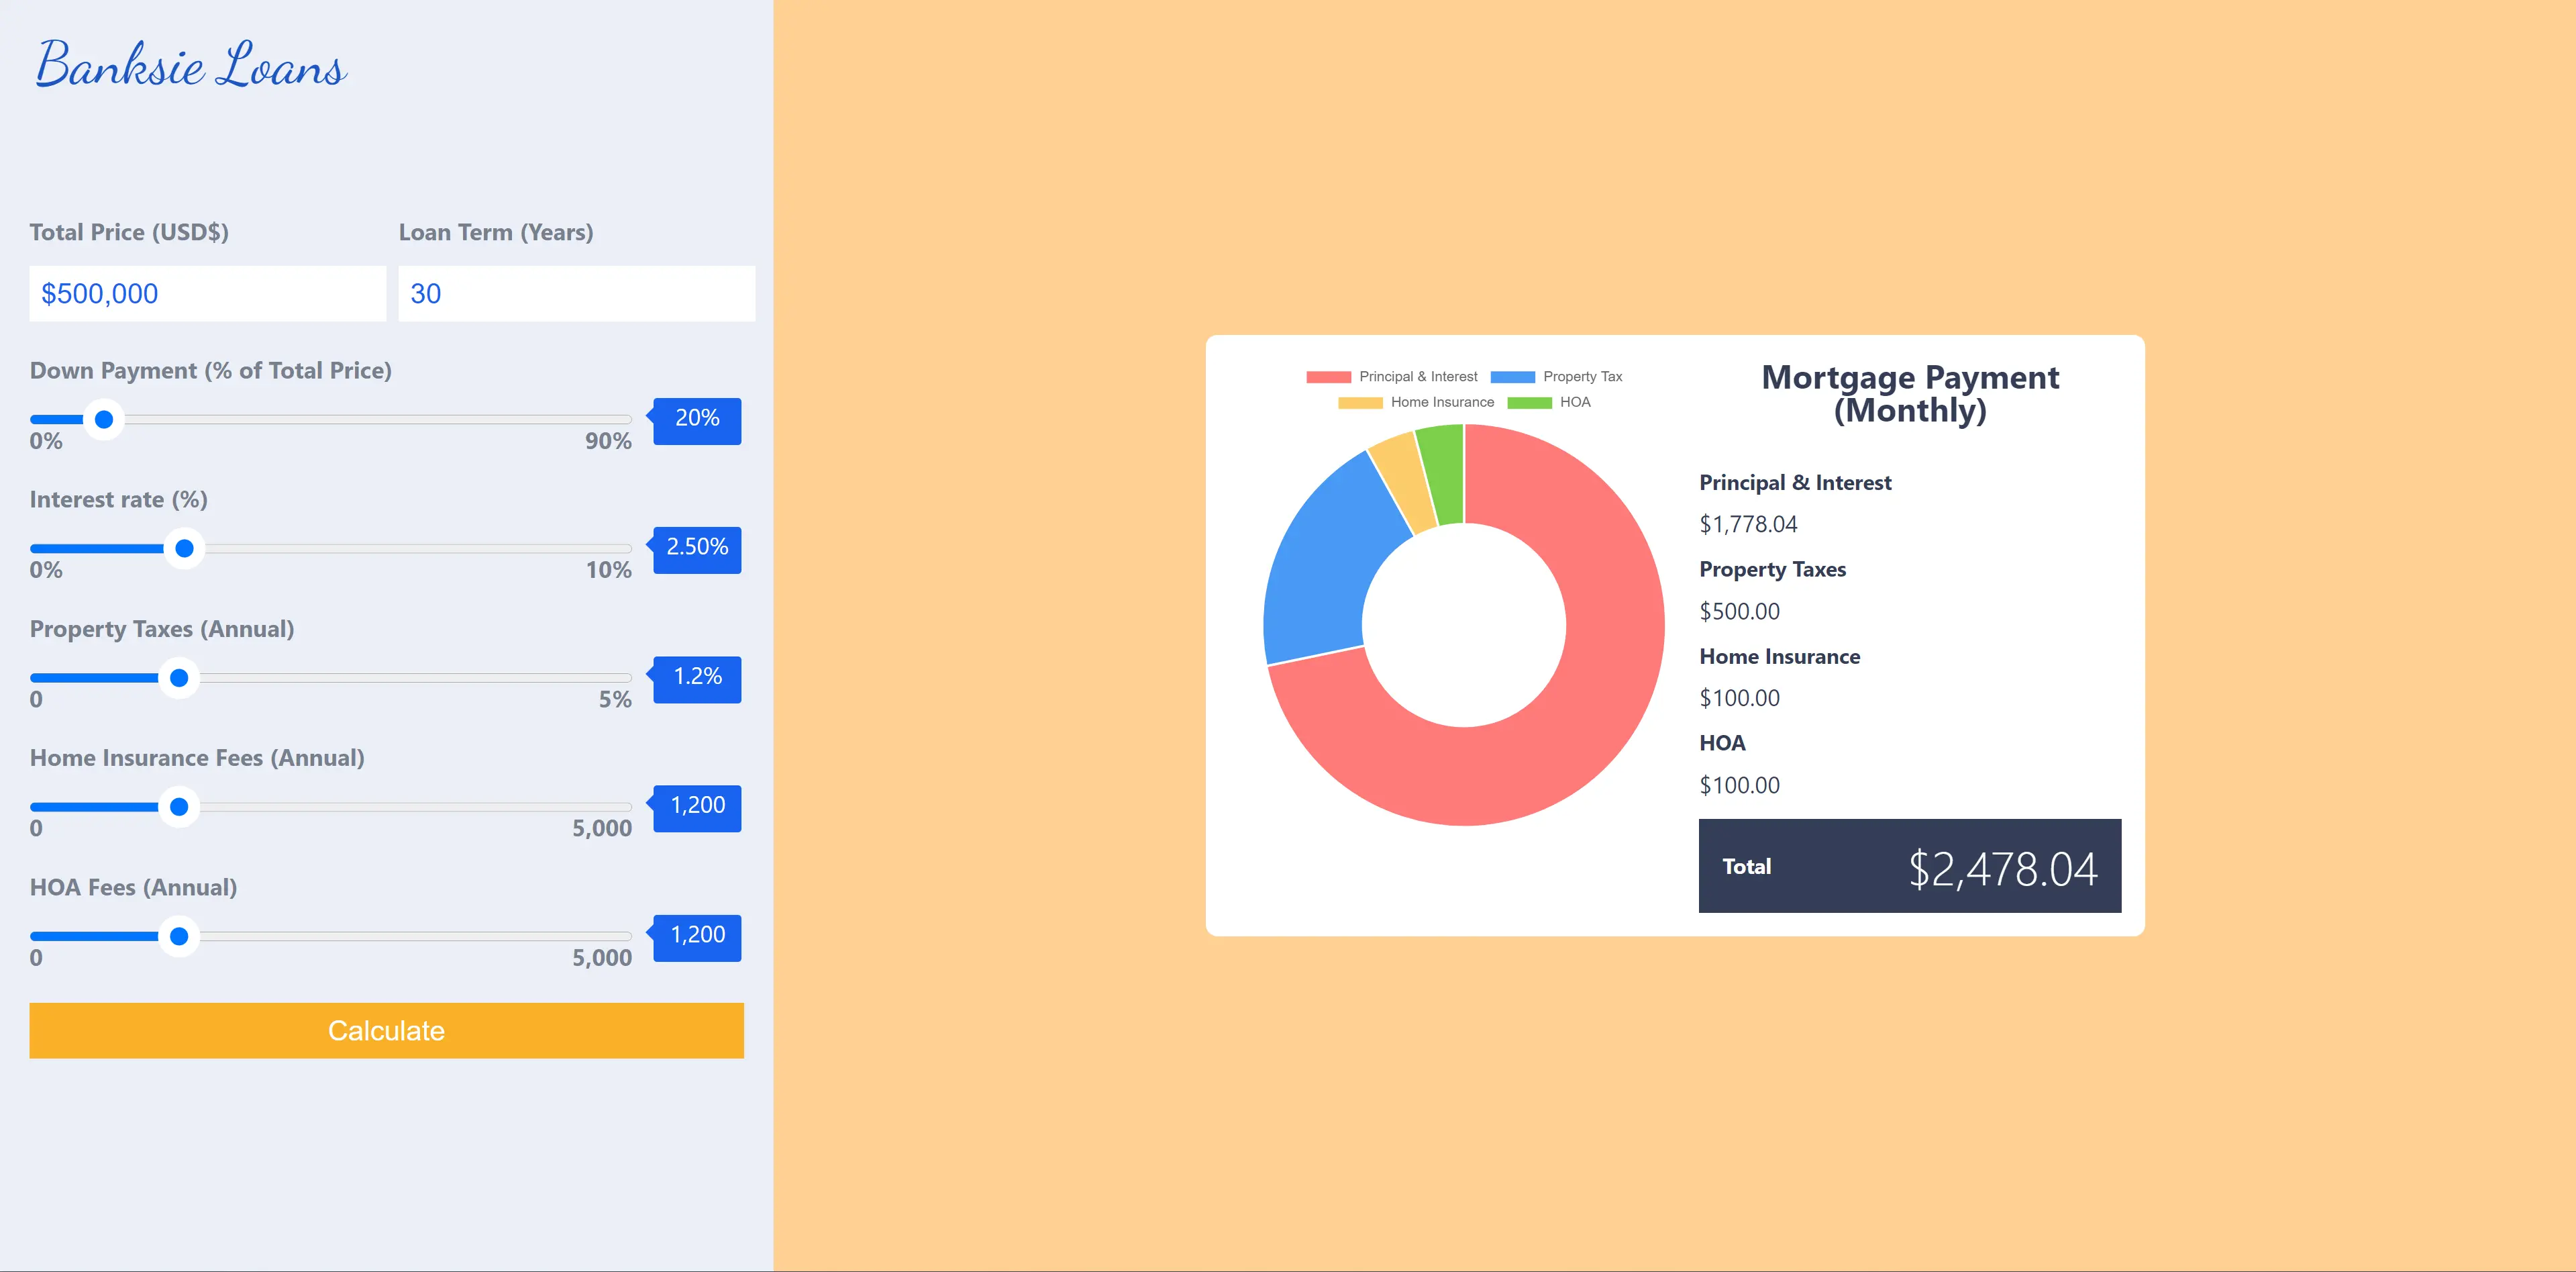 Banksie Loans
Total Price (USD$)
Loan Term (Years)
$500,000
30
Down Payment (% of Total Price)
20%
0%
90%
Interest rate (%)
2.50%
0%
10%
Property Taxes (Annual)
1.2%
0
5%
Home Insurance Fees (Annual)
1,200
0
5,000
HOA Fees (Annual)
1,200
0
5,000
Calculate
Principal & Interest
Property Tax
Home Insurance
HOA
Mortgage Payment
(Monthly)
Principal & Interest
$1,778.04
Property Taxes
$500.00
Home Insurance
$100.00
HOA
$100.00
Total
$2,478.04